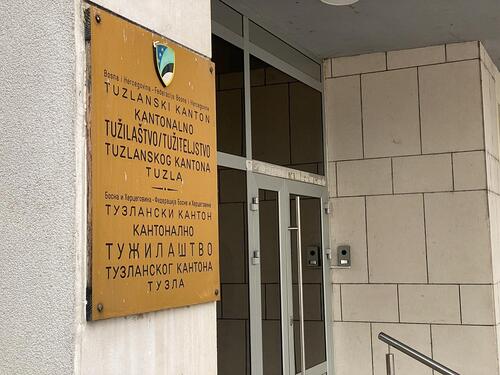 Bosna i Hercegovina - Federacija Bosne i Hercegovine
TUZLANSKI KANTON
KANTONALNO
TUŽILAŠTVO/TUŽITELJSTVO
TUZLANSKOG KANTONA
TUZLA
Босна и Херцеговина - Федерација Босне и Херцеговине
ТУЗЛАНСКИ КАНТОН
КАНТОНАЛНО
ТУЖИЛАШТВО
ТУЗЛАНСКОГ КАНТОНА
ТУЗЛА